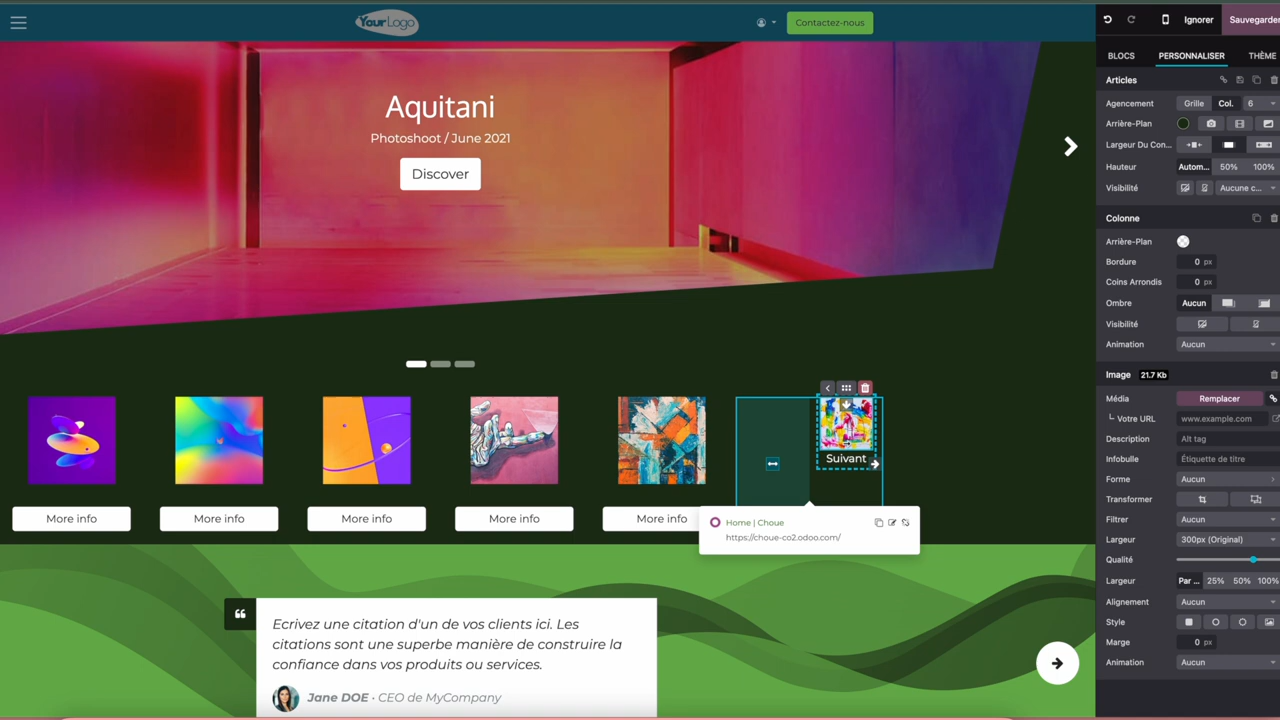 YourLogo
Contactez-nous
Ignorer
Sauvegarder
BLOCS
PERSONNALISER
THÈME
Aquitani
Photoshoot / June 2021
Discover
More info
More info
More info
More info
More info
Suivant
Home | Choue
https://choue-co2.odoo.com/
Ecrivez une citation d'un de vos clients ici. Les
citations sont une superbe manière de construire la
confiance dans vos produits ou services.
Jane DOE • CEO de MyCompany
Articles
Agencement Grille Col. 6
Arrière-Plan
Largeur Du Con...
Hauteur Autom... 50% 100%
Visibilité Aucune c...
Colonne
Arrière-Plan
Bordure 0 px
Coins Arrondis 0 px
Ombre Aucun
Visibilité
Animation Aucun
Image 21.7 Kb
Média Remplacer
Votre URL www.example.com
Description Alt tag
Infobulle Étiquette de titre
Forme Aucun
Transformer
Filtrer Aucun
Largeur 300px (Original)
Qualité
Largeur Par ... 25% 50% 100%
Alignement Aucun
Style
Marge 0 px
Animation Aucun